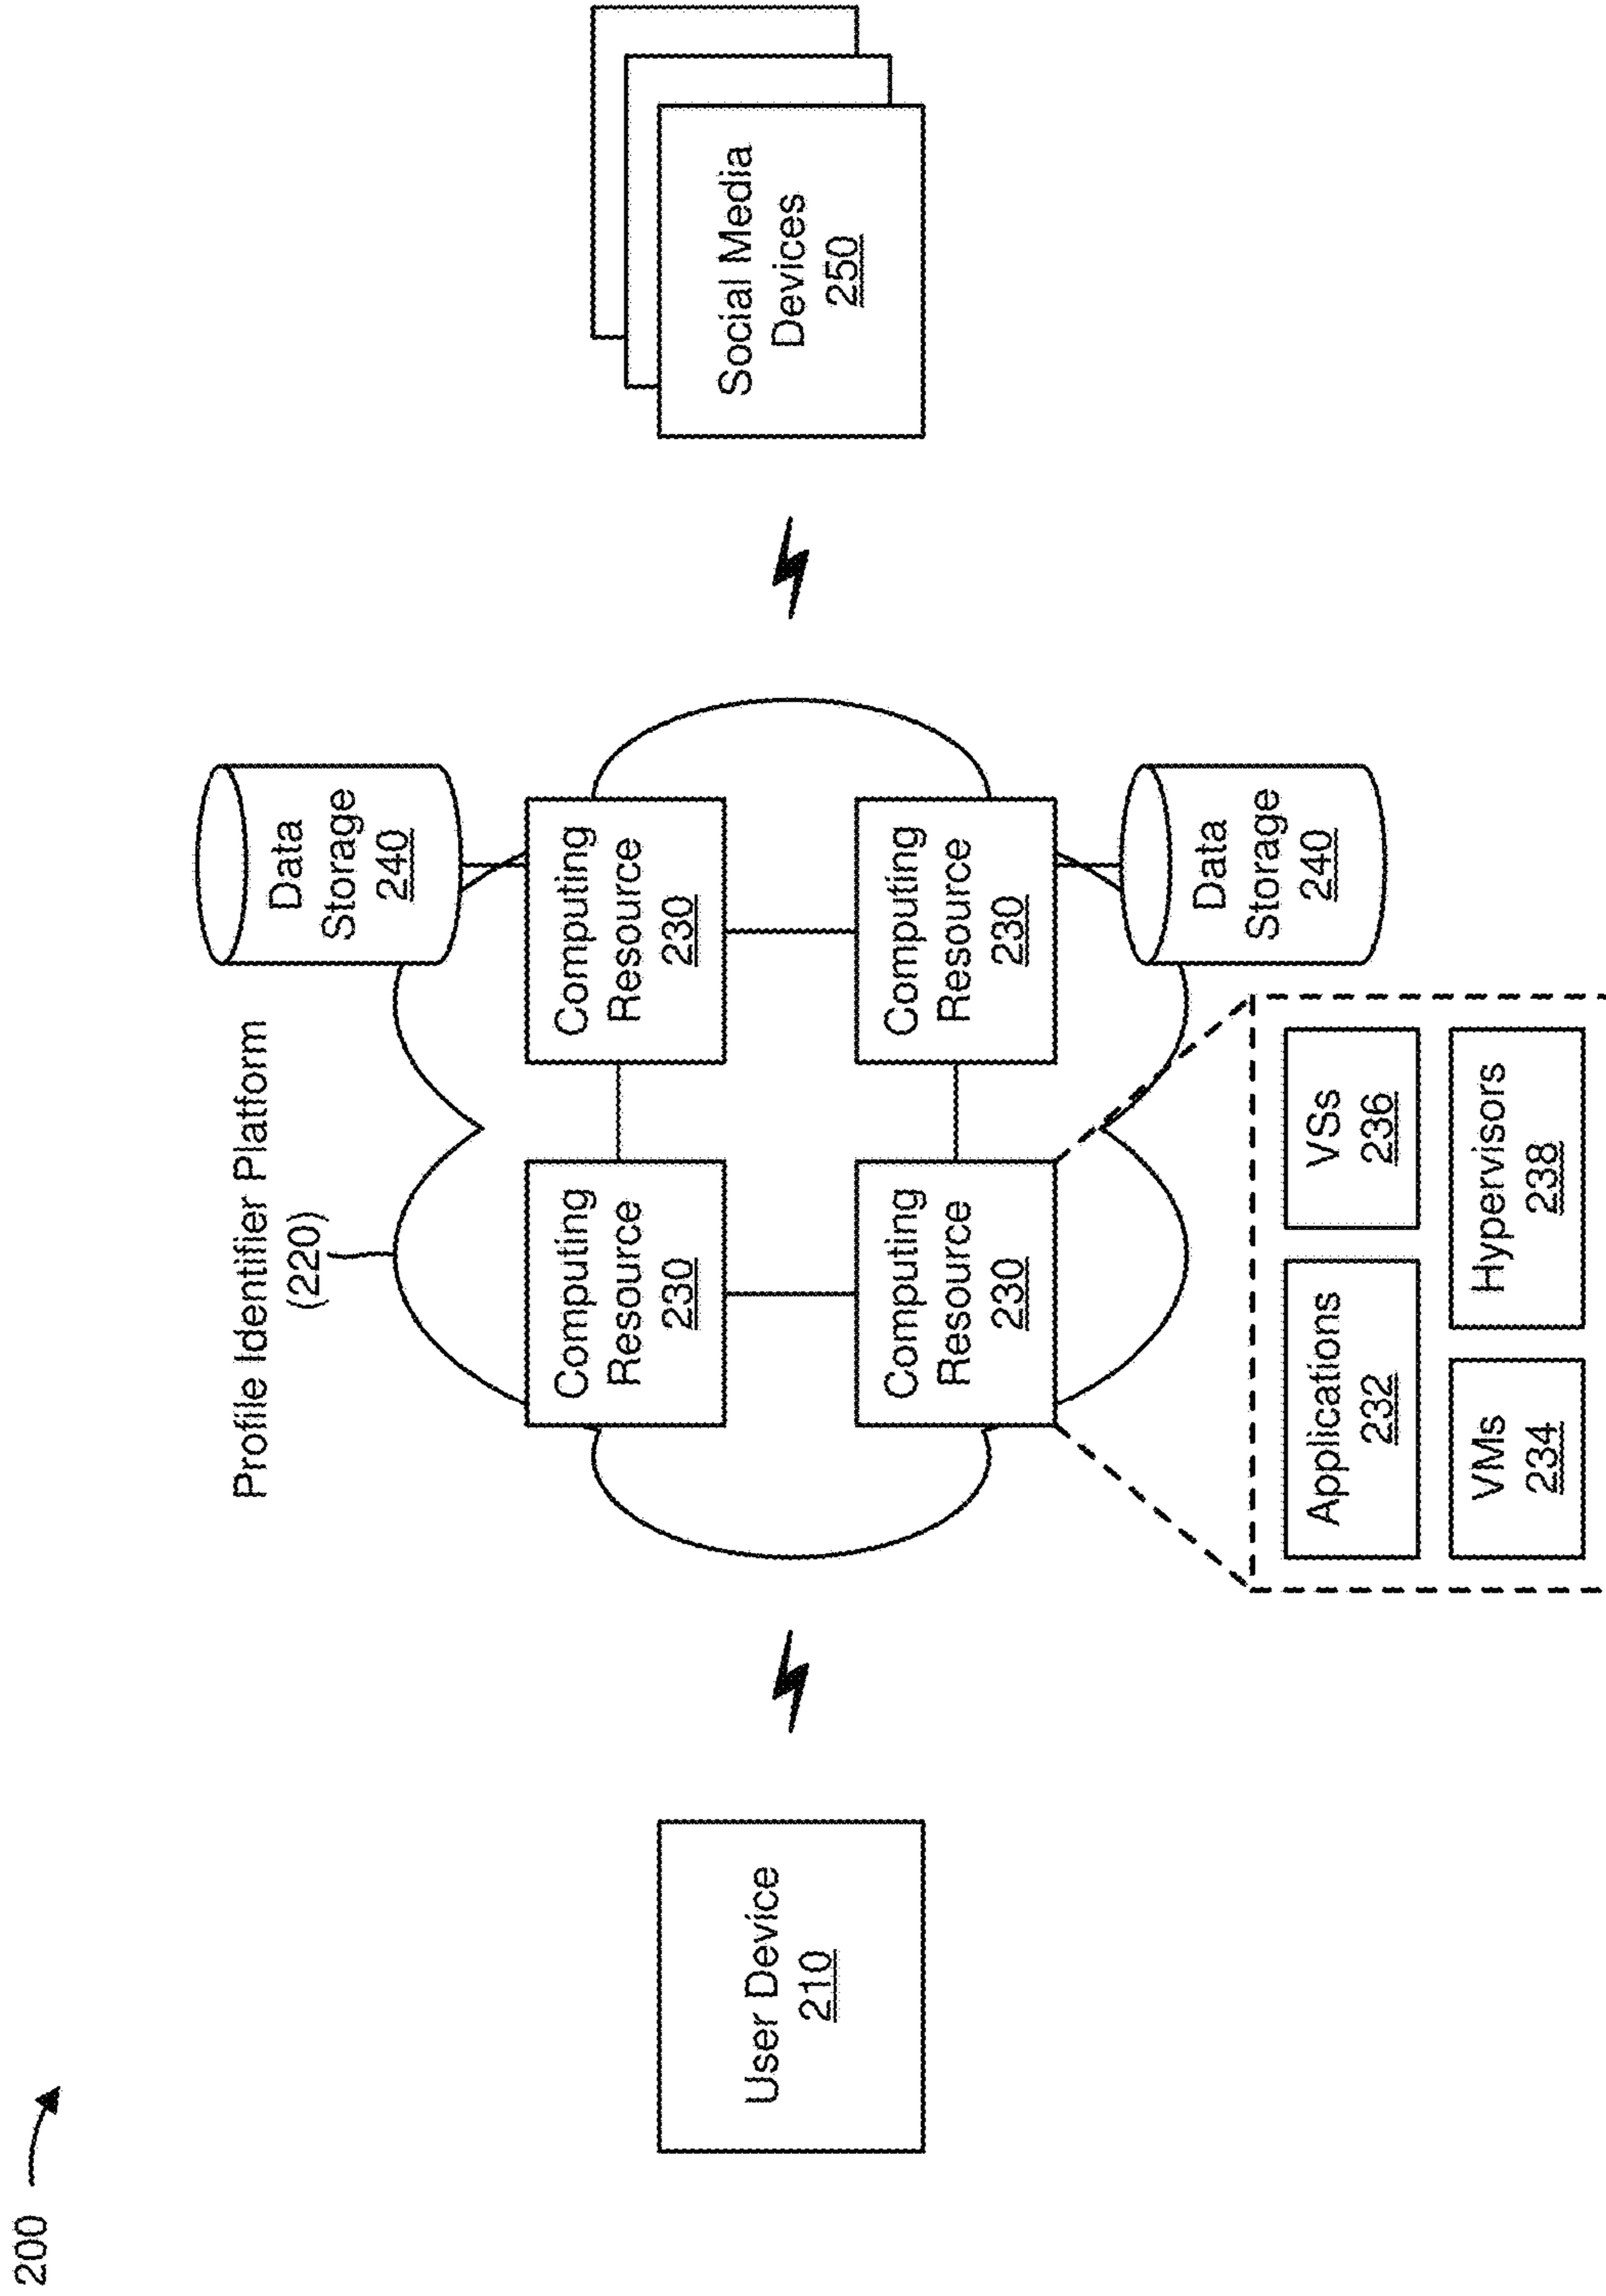 200
Profile Identifier Platform
(220)
Data
Storage
240
Computing
Resource
230
Computing
Resource
230
User Device
210
Social Media
Devices
250
Computing
Resource
230
Computing
Resource
230
Data
Storage
240
Applications
232
VSs
236
VMs
234
Hypervisors
238